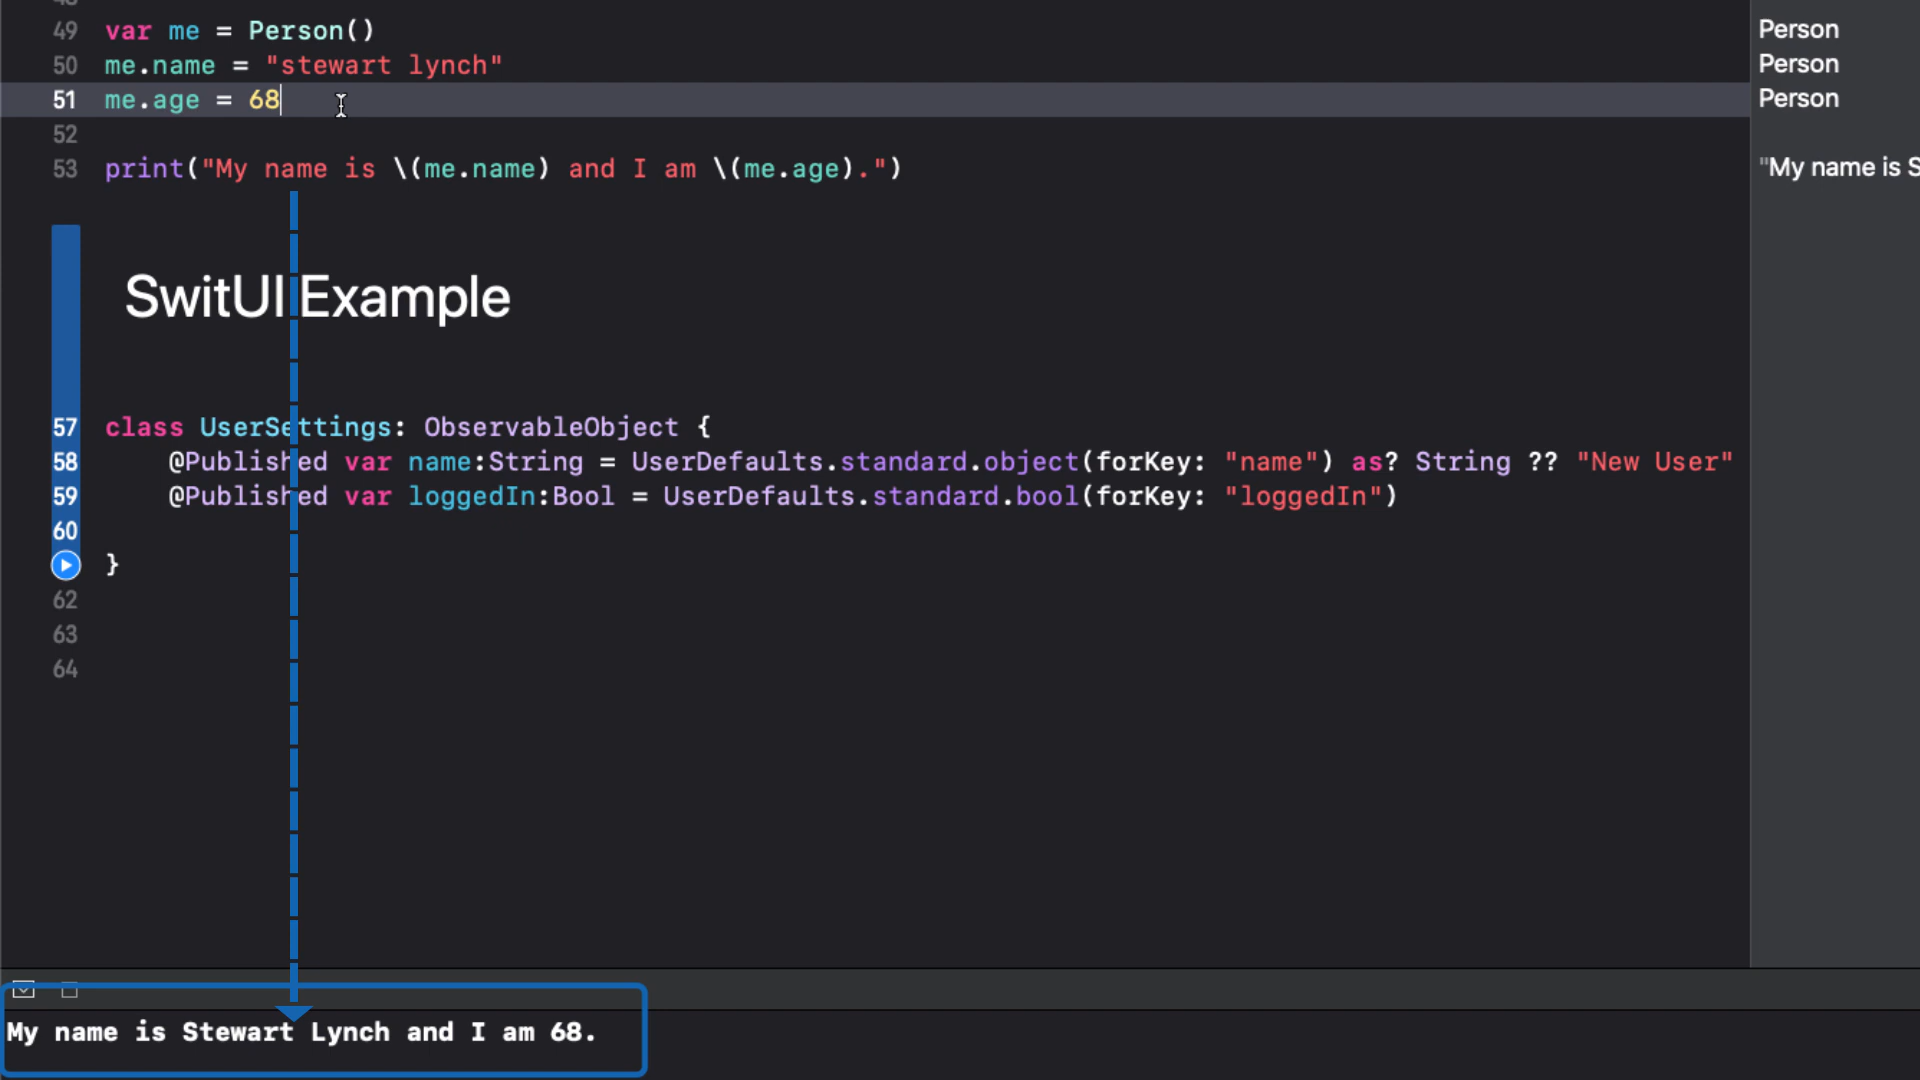 49 var me = Person() Person
50 me.name = "stewart lynch" Person
51 me.age = 68 Person
52
53 print("My name is \(me.name) and I am \(me.age).") "My name is S
SwitUI Example
57 class UserSettings: ObservableObject {
58 @Published var name:String = UserDefaults.standard.object(forKey: "name") as? String ?? "New User"
59 @Published var loggedIn:Bool = UserDefaults.standard.bool(forKey: "loggedIn")
60
}
62
63
64
My name is Stewart Lynch and I am 68.